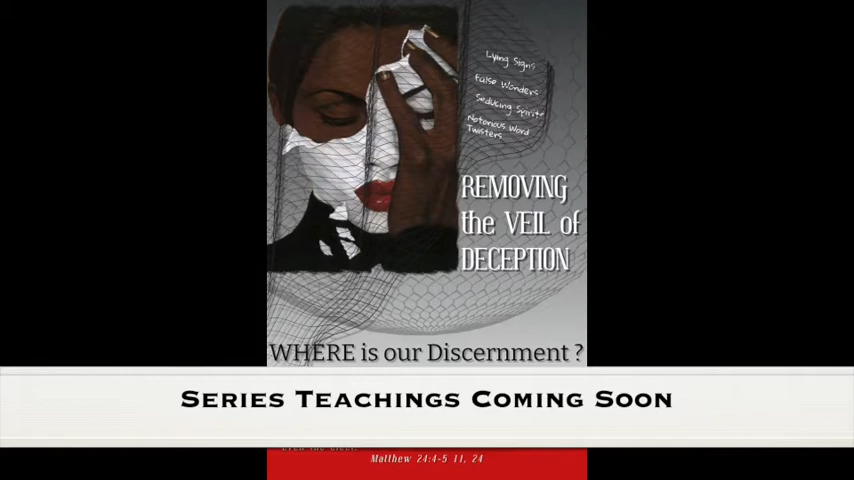 Lying Signs
False Wonders
Seducing Spirits
Notorious Word
Twisters
REMOVING
the VEIL of
DECEPTION
WHERE is our Discernment ?
SERIES TEACHINGS COMING SOON
Matthew 24:4-5 11, 24